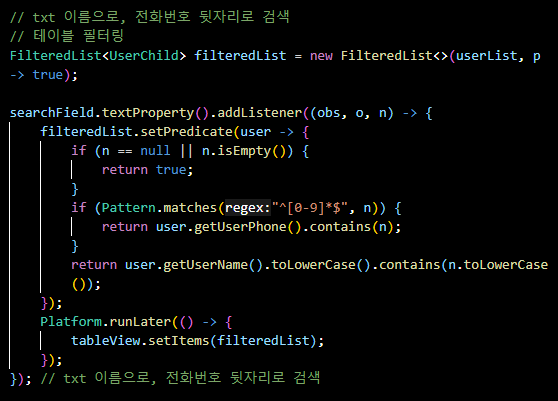 // txt 이름으로, 전화번호 뒷자리로 검색
// 테이블 필터링
FilteredList<UserChild> filteredList = new FilteredList<>(userList, p
-> true);
searchField.textProperty().addListener((obs, o, n) -> {
filteredList.setPredicate(user -> {
if (n == null || n.isEmpty()) {
return true;
}
if (Pattern.matches(regex:"^[0-9]*$", n)) {
return user.getUserPhone().contains(n);
}
return user.getUserName().toLowerCase().contains(n.toLowerCase
());
});
Platform.runLater(() -> {
tableView.setItems(filteredList);
});
}); // txt 이름으로, 전화번호 뒷자리로 검색